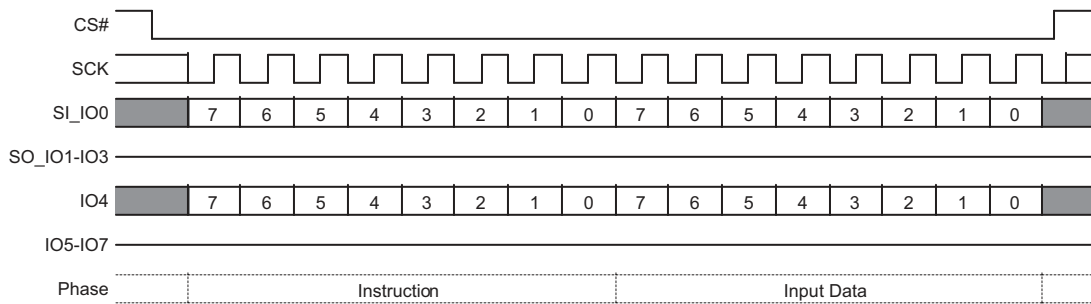 CS#
SCK
SI_IO0 7 6 5 4 3 2 1 0 7 6 5 4 3 2 1 0
SO_IO1-IO3
IO4 7 6 5 4 3 2 1 0 7 6 5 4 3 2 1 0
IO5-IO7
Phase Instruction Input Data